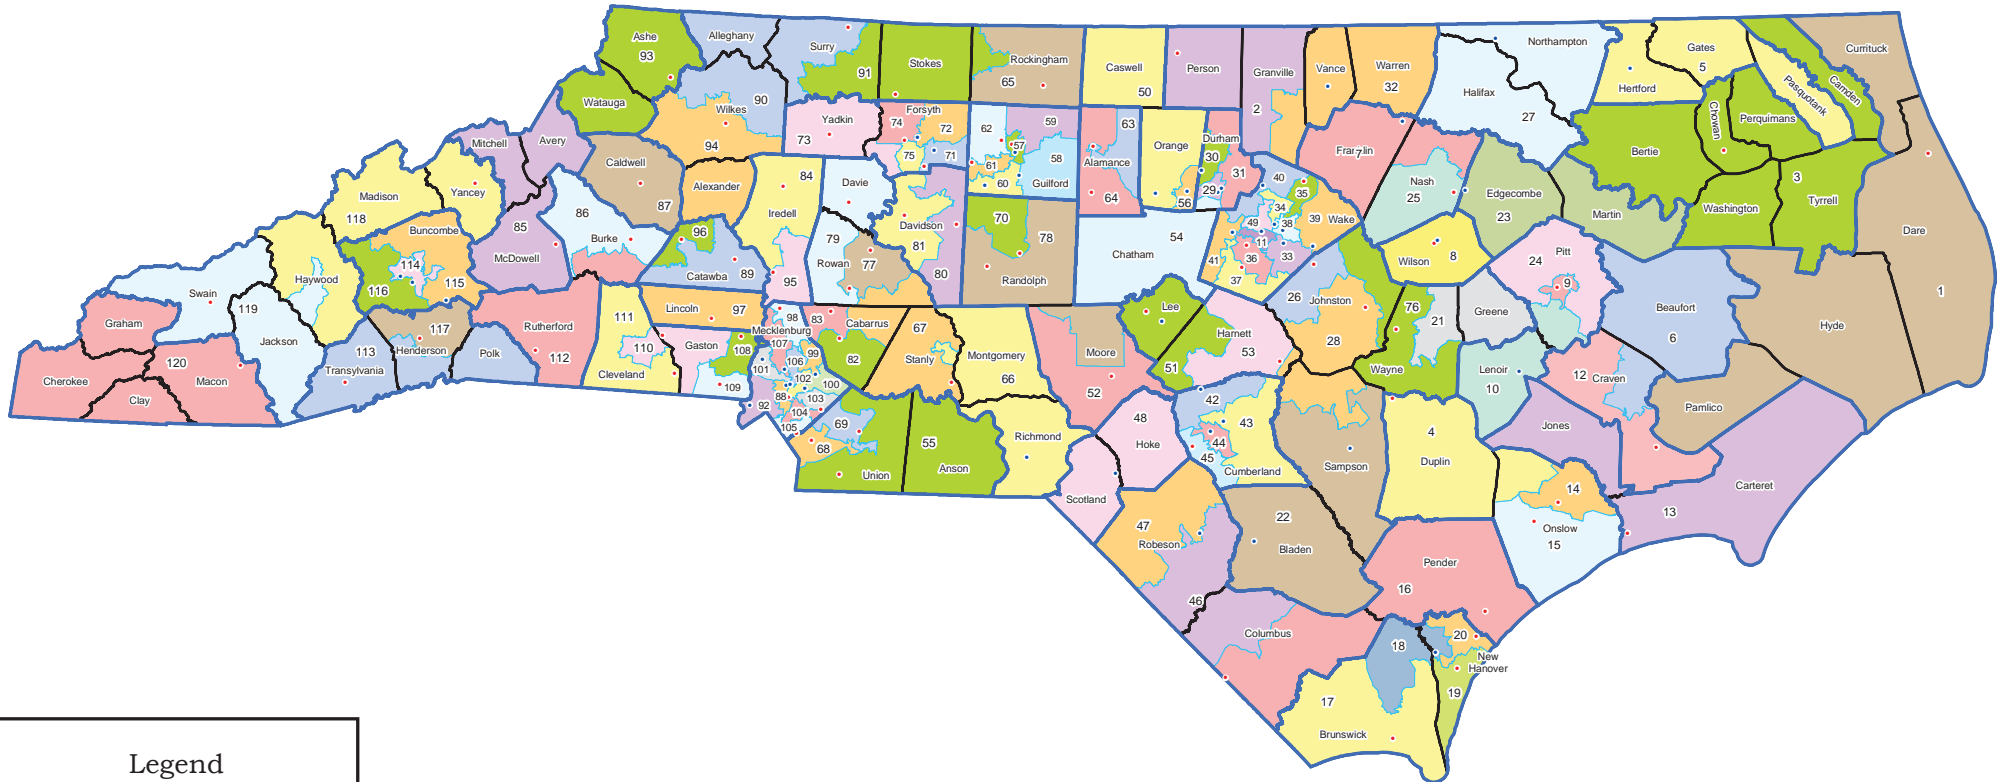 Ashe
93
Alleghany
Surry
91
Stokes
Rockingham
65
Caswell
50
Person
Granville
2
Vance
Warren
32
Northampton
Halifax
27
Hertford
Gates
5
Currituck
Camden
Pasquotank
Perquimans
Chowan
Bertie
Watauga
Wilkes
90
94
Yadkin
73
Forsyth
74
72
75
71
62
59
57
58
61
60
Guilford
63
Alamance
64
Orange
56
Durham
30
31
29
Franklin
7
Nash
25
Edgecombe
23
Martin
Washington
3
Tyrrell
Dare
1
Mitchell
Avery
Caldwell
87
Alexander
Iredell
84
95
Davie
Davidson
81
80
70
78
Randolph
Chatham
54
40
35
34
39
Wake
49
38
11
36
33
41
37
Wilson
8
Pitt
24
9
Beaufort
6
Hyde
Madison
118
Yancey
Buncombe
114
115
116
McDowell
85
86
Burke
96
Catawba
89
79
Rowan
77
Haywood
Swain
119
Graham
Jackson
Cherokee
120
Macon
Clay
113
Transylvania
117
Henderson
Polk
Rutherford
112
111
110
Cleveland
Lincoln
97
Gaston
108
109
98
Mecklenburg
107
106
99
101
102
100
88
103
104
92
105
83
Cabarrus
82
67
Stanly
Montgomery
66
69
68
Union
55
Anson
Richmond
Moore
52
Lee
51
Harnett
53
26
Johnston
28
76
21
Wayne
Greene
Lenoir
10
12
Craven
Pamlico
Jones
Carteret
13
48
Hoke
Scotland
42
43
44
45
Cumberland
Sampson
4
Duplin
14
Onslow
15
47
Robeson
46
22
Bladen
Pender
16
Columbus
18
20
New
Hanover
19
17
Brunswick
Legend